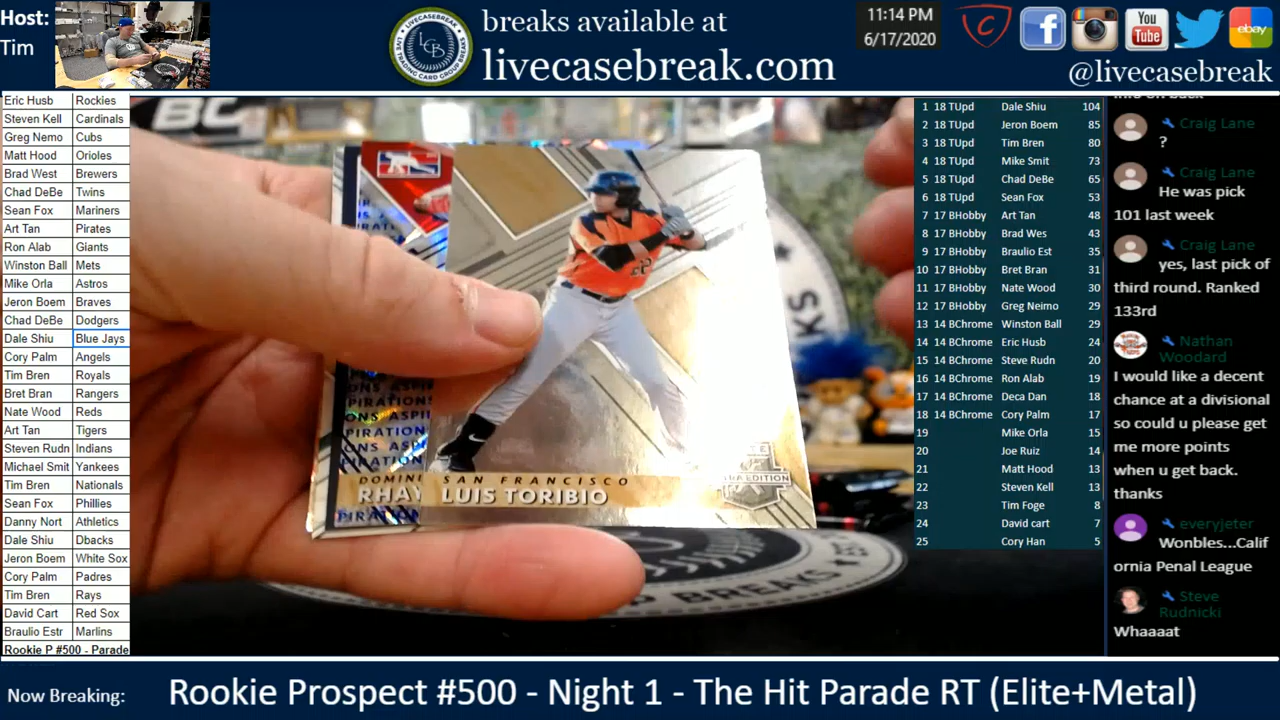 Host:
Tim
breaks available at
livecasebreak.com
LCB
11:14 PM
6/17/2020
You
Tube
ebay
@livecasebreak
Eric Husb Rockies
Steven Kell Cardinals
Greg Nemo Cubs
Matt Hood Orioles
Brad West Brewers
Chad DeBe Twins
Sean Fox Mariners
Art Tan Pirates
Ron Alab Giants
Winston Ball Mets
Mike Orla Astros
Jeron Boem Braves
Chad DeBe Dodgers
Dale Shiu Blue Jays
Cory Palm Angels
Tim Bren Royals
Bret Bran Rangers
Nate Wood Reds
Art Tan Tigers
Steven Rudn Indians
Michael Smit Yankees
Tim Bren Nationals
Sean Fox Phillies
Danny Nort Athletics
Dale Shiu Dbacks
Jeron Boem White Sox
Cory Palm Padres
Tim Bren Rays
David Cart Red Sox
Braulio Estr Marlins
Rookie P #500 - Parade
22
SAN FRANCISCO
LUIS TORIBIO
DOMINI
RHAY
1 18 TUpd Dale Shiu 104
2 18 TUpd Jeron Boem 85
3 18 TUpd Tim Bren 80
4 18 TUpd Mike Smit 73
5 18 TUpd Chad DeBe 65
6 18 TUpd Sean Fox 53
7 17 BHobby Art Tan 48
8 17 BHobby Brad Wes 43
9 17 BHobby Braulio Est 35
10 17 BHobby Bret Bran 31
11 17 BHobby Nate Wood 30
12 17 BHobby Greg Neimo 29
13 14 BChrome Winston Ball 29
14 14 BChrome Eric Husb 24
15 14 BChrome Steve Rudn 20
16 14 BChrome Ron Alab 19
17 14 BChrome Deca Dan 18
18 14 BChrome Cory Palm 17
19 Mike Orla 15
20 Joe Ruiz 14
21 Matt Hood 13
22 Steven Kell 13
23 Tim Foge 8
24 David cart 7
25 Cory Han 5
Craig Lane
?
Craig Lane
He was pick
101 last week
Craig Lane
yes, last pick of
third round. Ranked
133rd
Nathan
Woodard
I would like a decent
chance at a divisional
so could u please get
me more points
when u get back.
thanks
everyjeter
Wonbles...Calif
ornia Penal League
Steve
Rudnicki
Whaaaat
Now Breaking:
Rookie Prospect #500 - Night 1 - The Hit Parade RT (Elite+Metal)